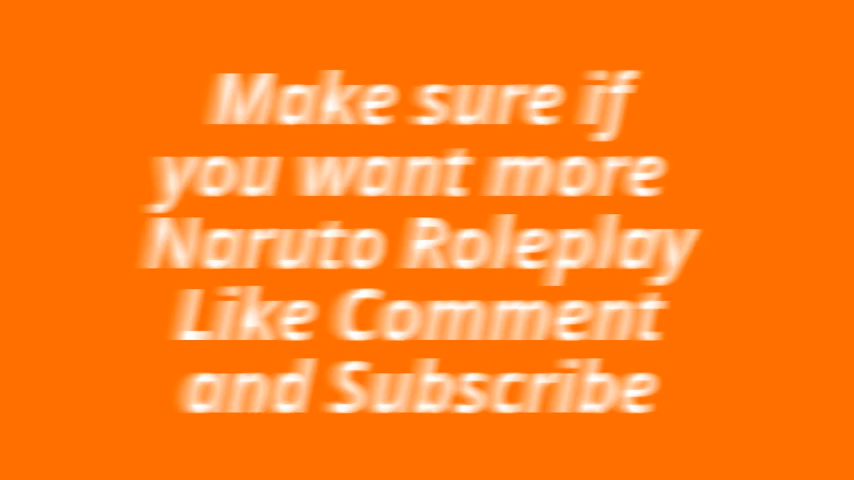 Make sure if
you want more
Naruto Roleplay
Like Comment
and Subscribe